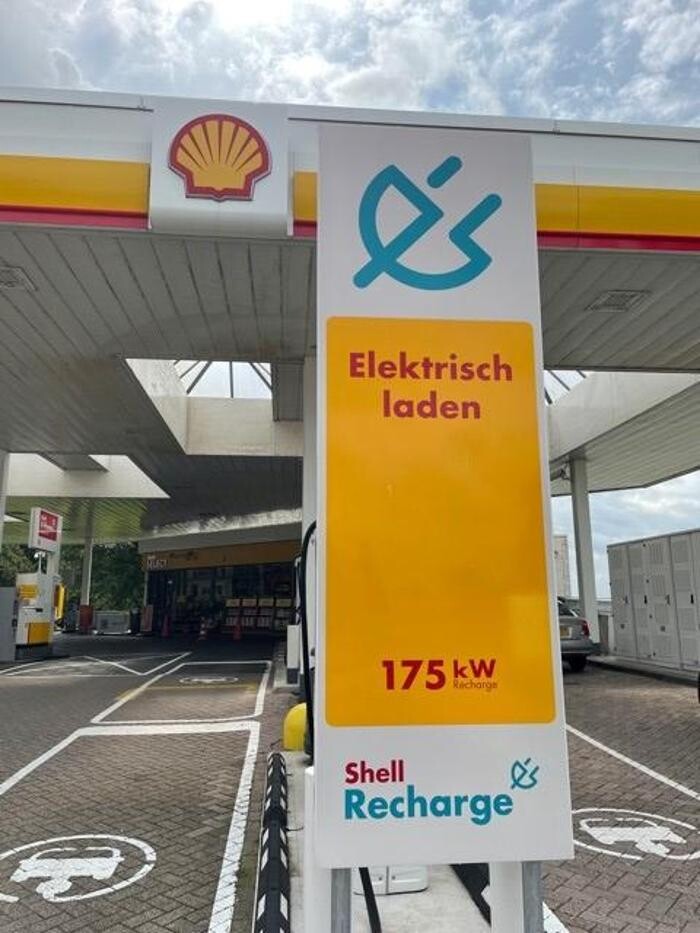 Elektrisch
laden
175 kW
Recharge
Shell
Recharge